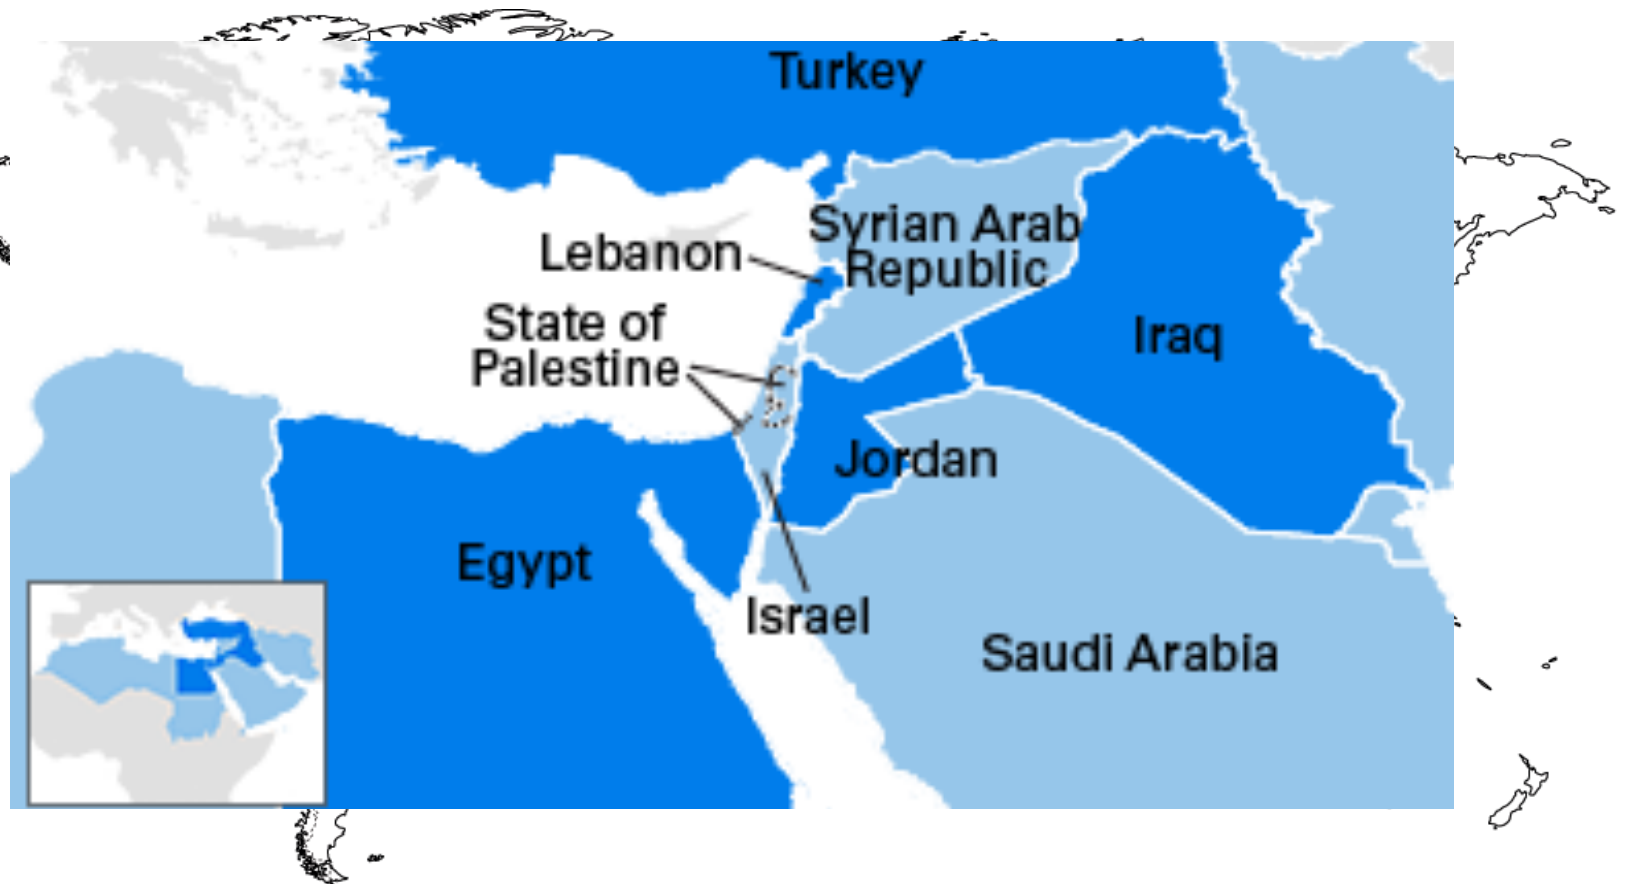 Turkey
Syrian Arab
Republic
Lebanon
State of
Palestine
Iraq
Jordan
Egypt
Israel
Saudi Arabia